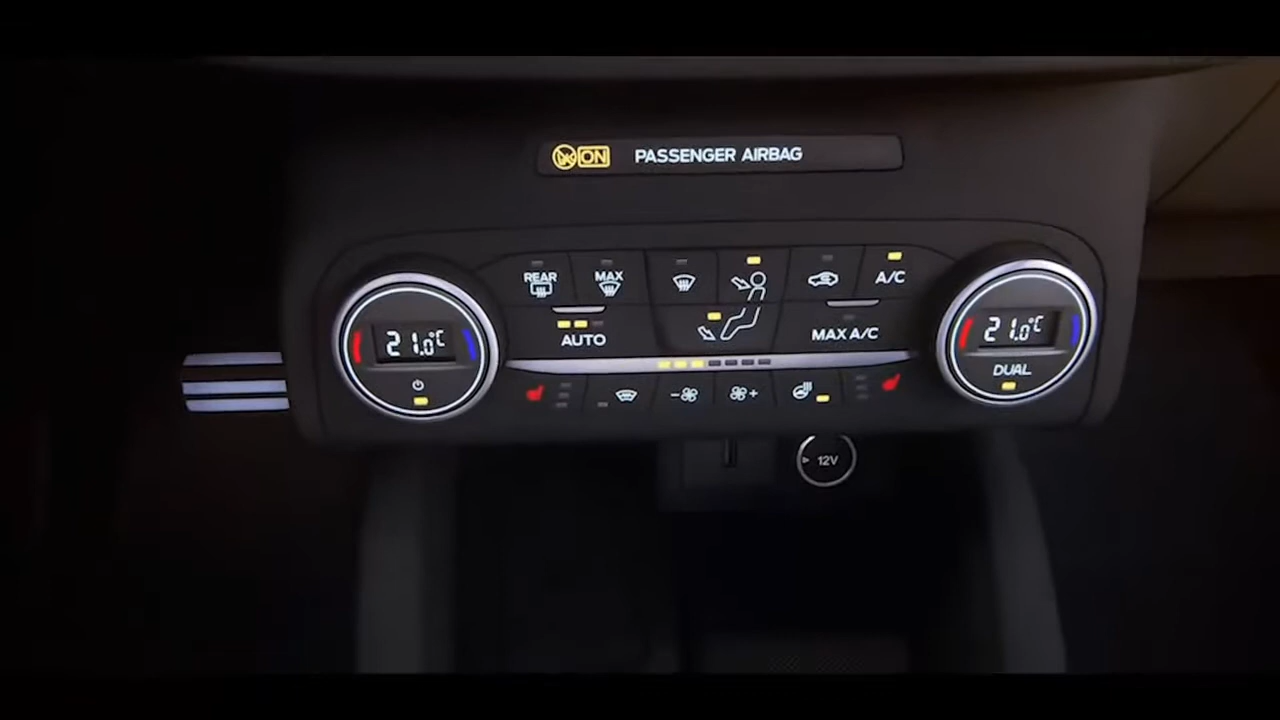 ON PASSENGER AIRBAG
REAR MAX A/C
21.0°C AUTO MAX A/C 21.0°C
DUAL
- +
12V